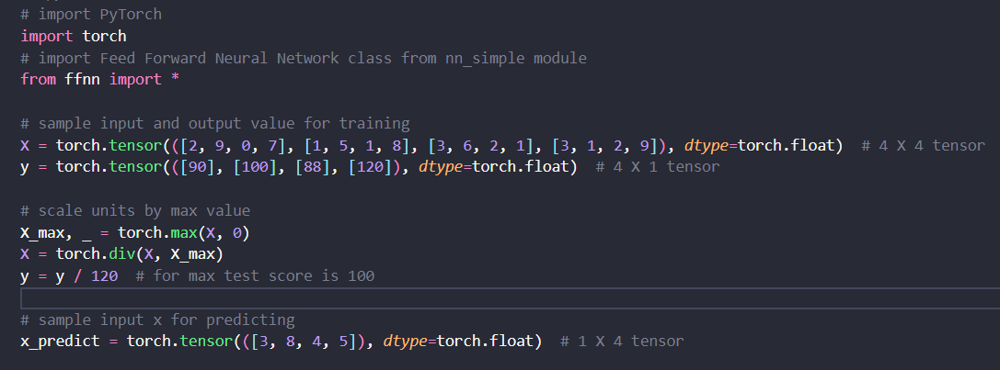 # import PyTorch
import torch
# import Feed Forward Neural Network class from nn_simple module
from ffnn import *
# sample input and output value for training
X = torch.tensor(([2, 9, 0, 7], [1, 5, 1, 8], [3, 6, 2, 1], [3, 1, 2, 9]), dtype=torch.float)  # 4 X 4 tensor
y = torch.tensor(([90], [100], [88], [120]), dtype=torch.float)  # 4 X 1 tensor
# scale units by max value
X_max, _ = torch.max(X, 0)
X = torch.div(X, X_max)
y = y / 120  # for max test score is 100
# sample input x for predicting
x_predict = torch.tensor(([3, 8, 4, 5]), dtype=torch.float)  # 1 X 4 tensor